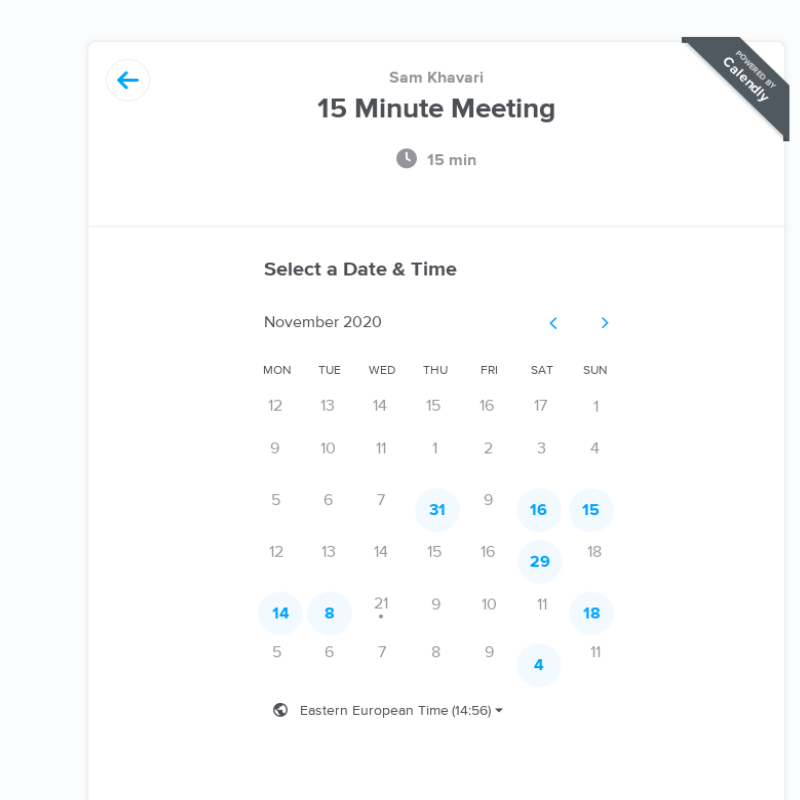 POWERED BY
Calendly
Sam Khavari
15 Minute Meeting
15 min
Select a Date & Time
November 2020
MON TUE WED THU FRI SAT SUN
12 13 14 15 16 17 1
9 10 11 1 2 3 4
5 6 7 31 9 16 15
12 13 14 15 16 29 18
14 8 21 9 10 11 18
5 6 7 8 9 4 11
Eastern European Time (14:56)